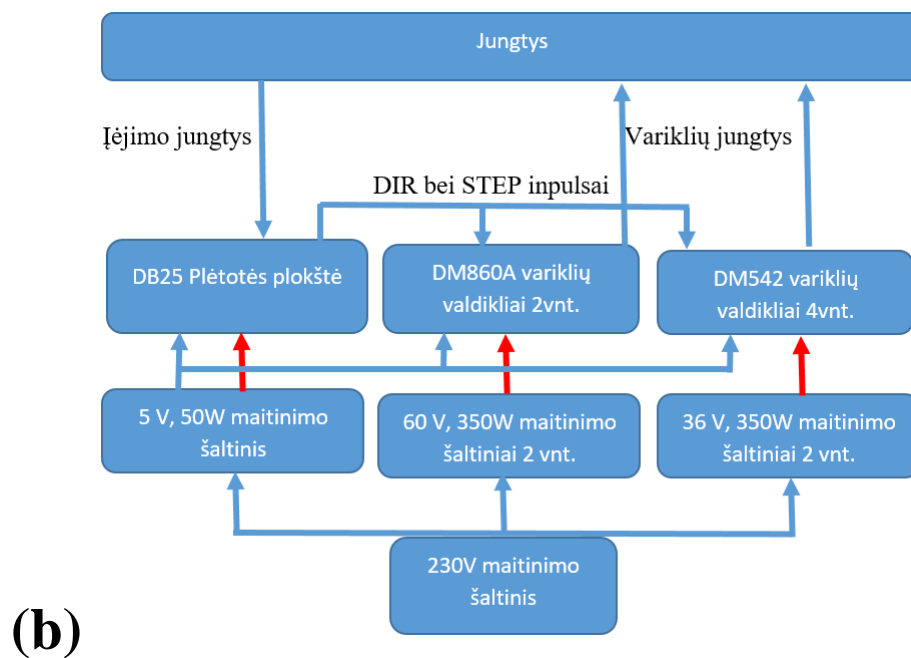 Jungtys
Įėjimo jungtys
Variklių jungtys
DIR bei STEP inpulsai
DB25 Plėtotės plokštė
DM860A variklių
valdikliai 2vnt.
DM542 variklių
valdikliai 4vnt.
5 V, 50W maitinimo
šaltinis
60 V, 350W maitinimo
šaltiniai 2 vnt.
36 V, 350W maitinimo
šaltiniai 2 vnt.
230V maitinimo
šaltinis
(b)